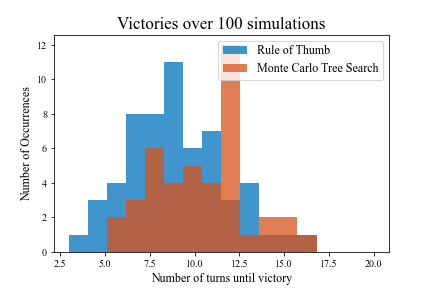 Victories over 100 simulations
Rule of Thumb
Monte Carlo Tree Search
Number of Occurrences
12
10
8
6
4
2
0
2.5 5.0 7.5 10.0 12.5 15.0 17.5 20.0
Number of turns until victory